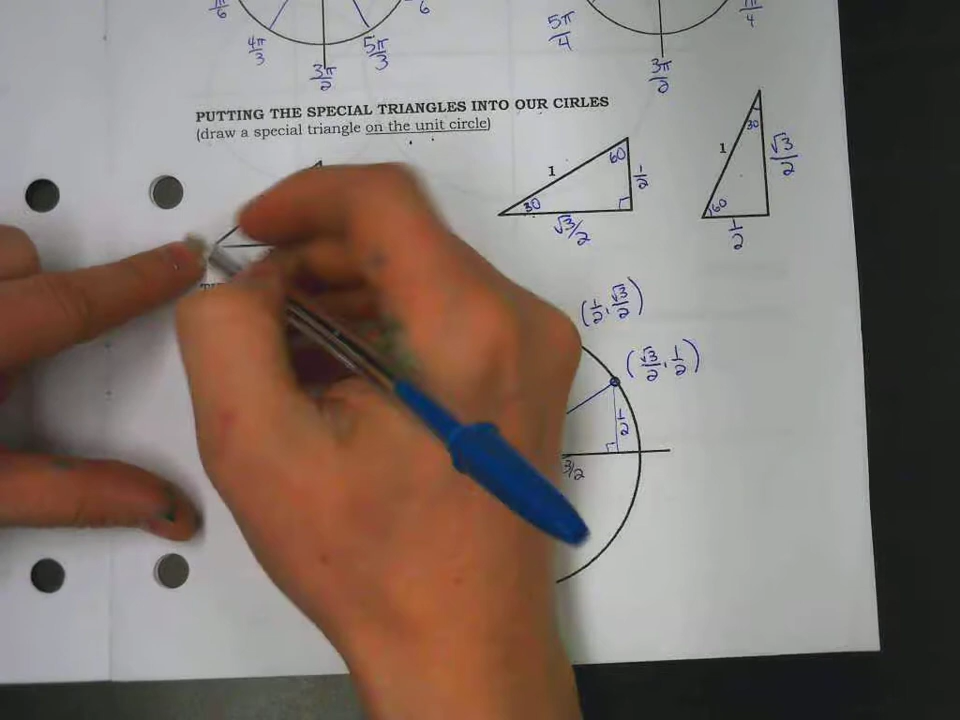 π/6
4π/3
3π/2
5π/3
6
5π/4
3π/2
π/4
PUTTING THE SPECIAL TRIANGLES INTO OUR CIRLES
(draw a special triangle on the unit circle)
1
60
1/2
30
√3/2
1
30
√3/2
60
1/2
(1/2, √3/2)
(√3/2, 1/2)
1/2
3/2